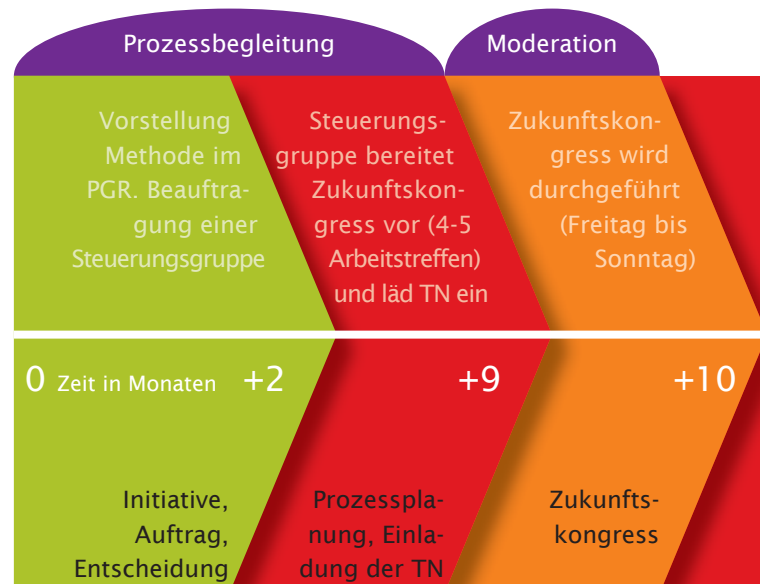 Prozessbegleitung
Moderation
Vorstellung
Methode im
PGR. Beauftra-
gung einer
Steuerungsgruppe
Steuerungs-
gruppe bereitet
Zukunftskon-
gress vor (4-5
Arbeitstreffen)
und läd TN ein
Zukunftskon-
gress wird
durchgeführt
(Freitag bis
Sonntag)
0 Zeit in Monaten +2
+9
+10
Initiative,
Auftrag,
Entscheidung
Prozesspla-
nung, Einla-
dung der TN
Zukunfts-
kongress